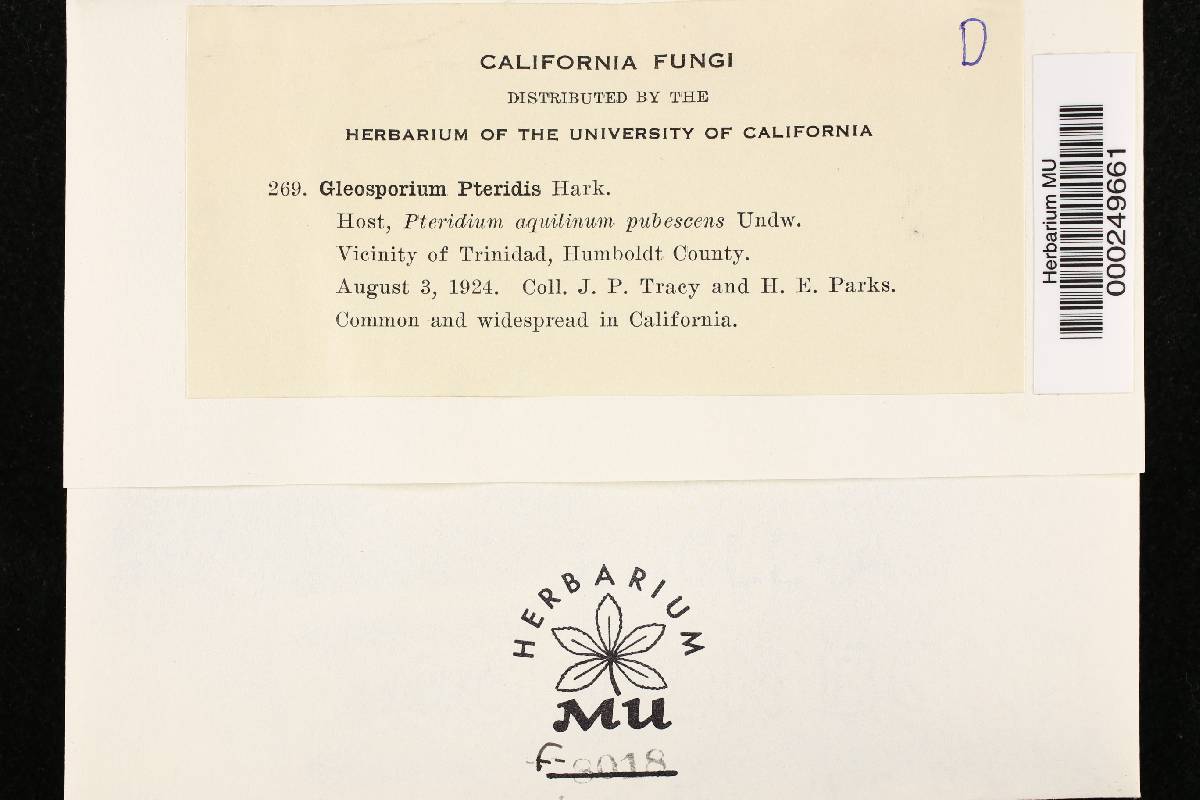 CALIFORNIA FUNGI
D
DISTRIBUTED BY THE
HERBARIUM OF THE UNIVERSITY OF CALIFORNIA
269. Gleosporium Pteridis Hark.
Host, Pteridium aquilinum pubescens Undw.
Vicinity of Trinidad, Humboldt County.
August 3, 1924. Coll. J. P. Tracy and H. E. Parks.
Common and widespread in California.
Herbarium MU
000249661
HERBARIUM
MU
F-8018